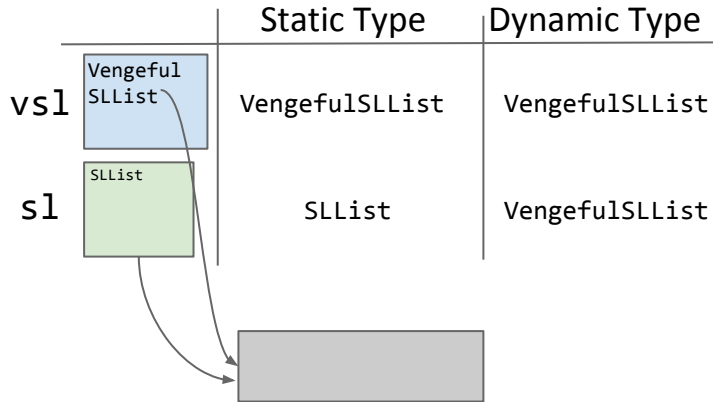 Static Type Dynamic Type
vsl Vengeful
SLList VengefulSLList VengefulSLList
sl SLList SLList VengefulSLList